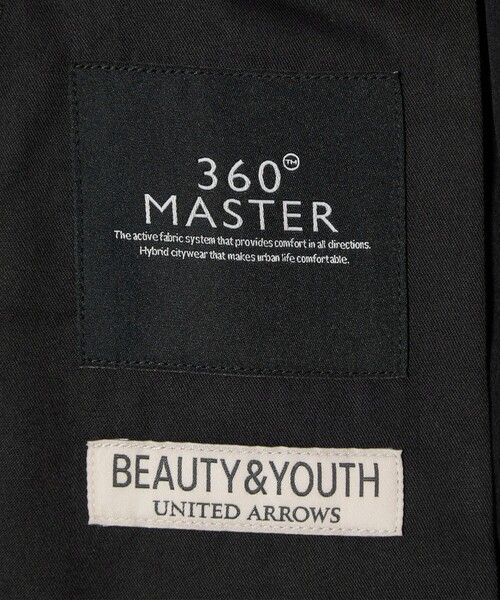 360°™
MASTER
The active fabric system that provides comfort in all directions.
Hybrid citywear that makes urban life comfortable.
BEAUTY&YOUTH
UNITED ARROWS